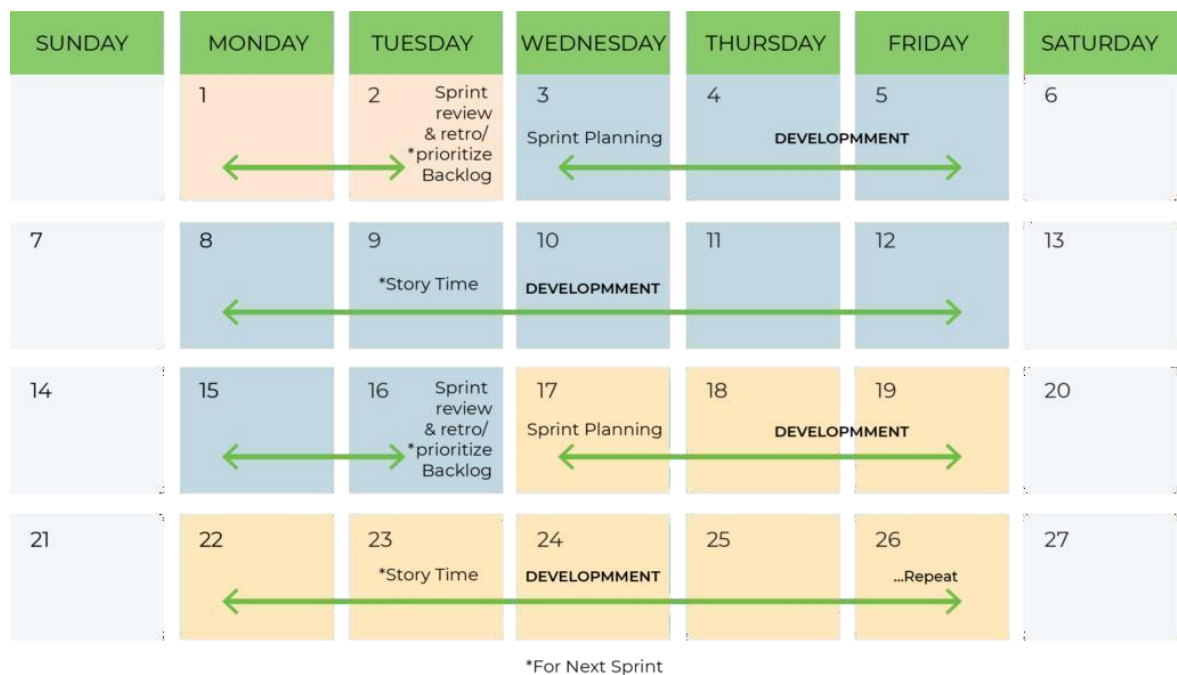 SUNDAY MONDAY TUESDAY WEDNESDAY THURSDAY FRIDAY SATURDAY
1 2 3 4 5 6
Sprint
review
& retro/
*prioritize
Backlog
Sprint Planning
DEVELOPMMENT
7 8 9 10 11 12 13
*Story Time
DEVELOPMMENT
14 15 16 17 18 19 20
Sprint
review
& retro/
*prioritize
Backlog
Sprint Planning
DEVELOPMMENT
21 22 23 24 25 26 27
*Story Time
DEVELOPMMENT
...Repeat
*For Next Sprint